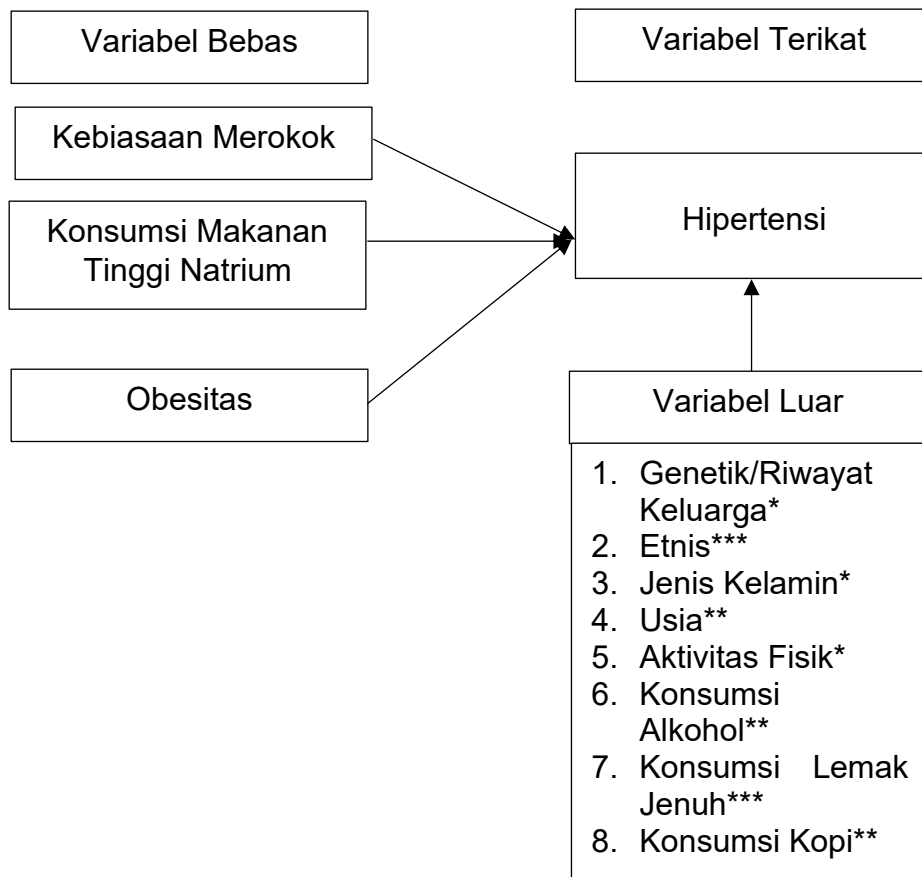 Variabel Bebas
Variabel Terikat
Kebiasaan Merokok
Konsumsi Makanan
Tinggi Natrium
Hipertensi
Obesitas
Variabel Luar
1. Genetik/Riwayat
Keluarga*
2. Etnis***
3. Jenis Kelamin*
4. Usia**
5. Aktivitas Fisik*
6. Konsumsi
Alkohol**
7. Konsumsi Lemak
Jenuh***
8. Konsumsi Kopi**